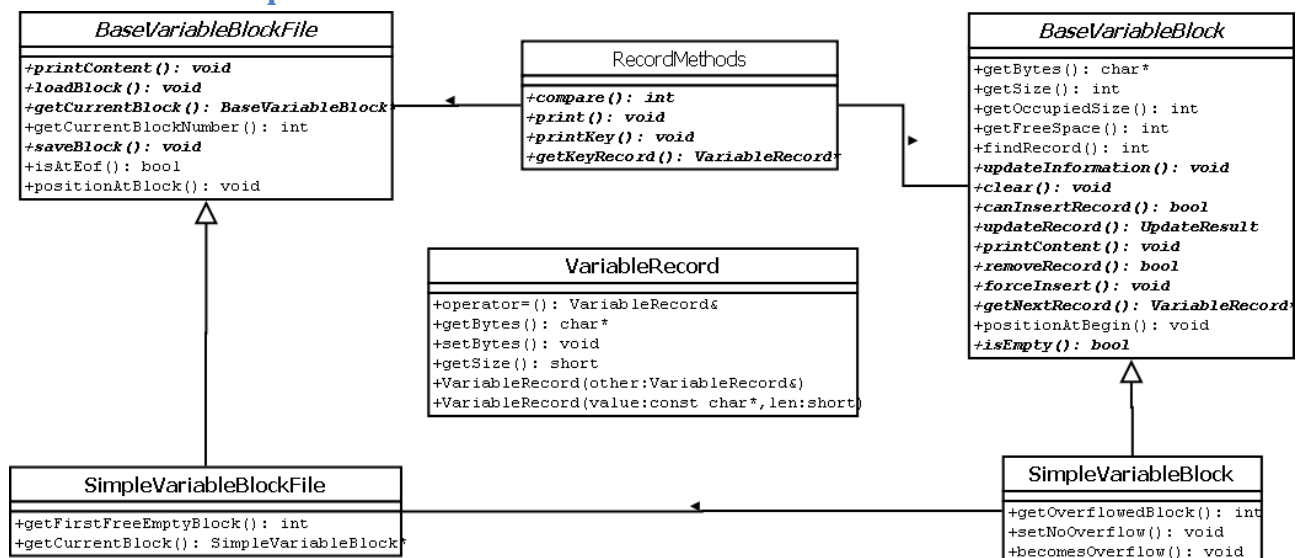 BaseVariableBlockFile
+printContent(): void
+loadBlock(): void
+getCurrentBlock(): BaseVariableBlock*
+getCurrentBlockNumber(): int
+saveBlock(): void
+isAtEof(): bool
+positionAtBlock(): void
RecordMethods
+compare(): int
+print(): void
+printKey(): void
+getKeyRecord(): VariableRecord*
BaseVariableBlock
+getBytes(): char*
+getSize(): int
+getOccupiedSize(): int
+getFreeSpace(): int
+findRecord(): int
+updateInformation(): void
+clear(): void
+canInsertRecord(): bool
+updateRecord(): UpdateResult
+printContent(): void
+removeRecord(): bool
+forceInsert(): void
+getNextRecord(): VariableRecord*
+positionAtBegin(): void
+isEmpty(): bool
VariableRecord
+operator=(): VariableRecord&
+getBytes(): char*
+setBytes(): void
+getSize(): short
+VariableRecord(other:VariableRecord&)
+VariableRecord(value:const char*,len:short)
SimpleVariableBlockFile
+getFirstFreeEmptyBlock(): int
+getCurrentBlock(): SimpleVariableBlock*
SimpleVariableBlock
+getOverflowedBlock(): int
+setNoOverflow(): void
+becomesOverflow(): void